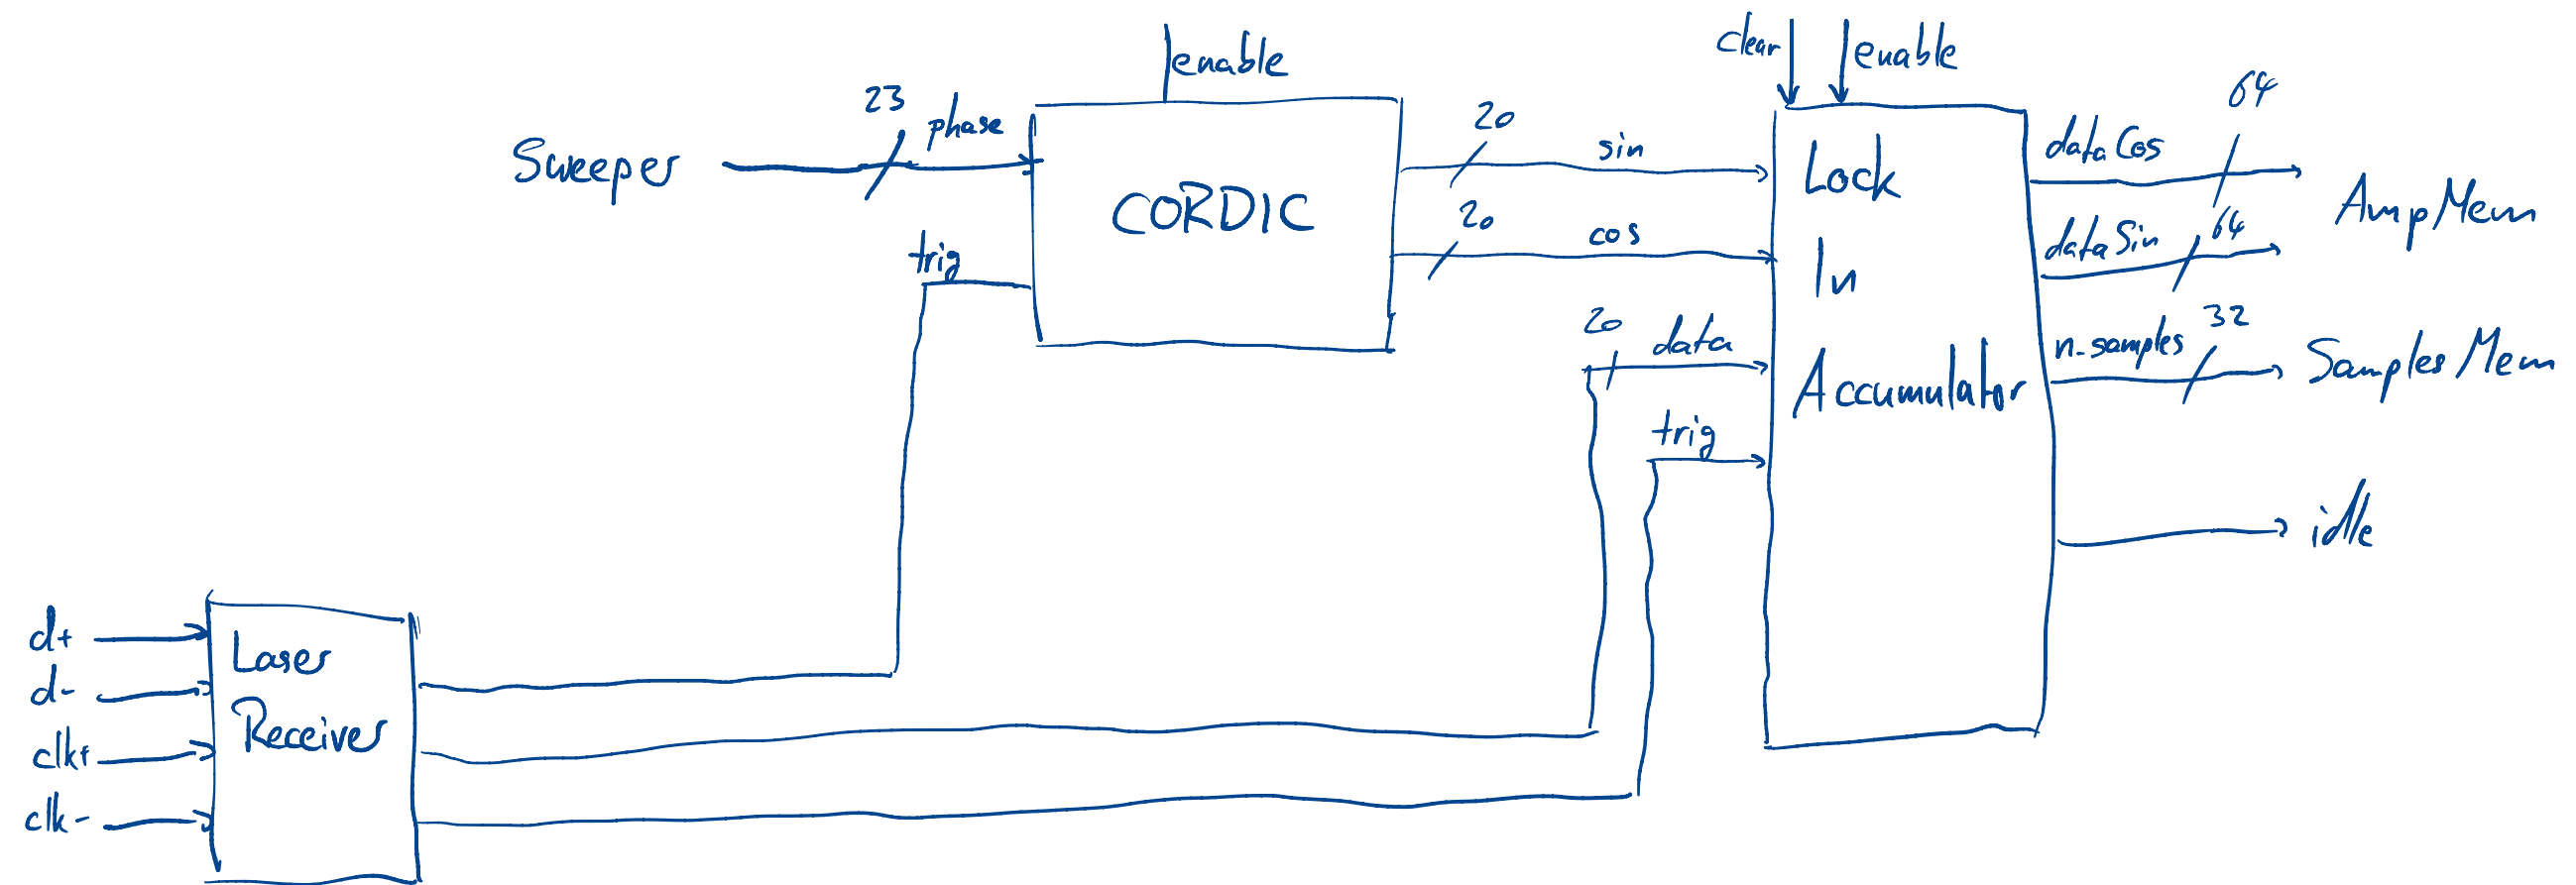 clear
enable
enable
23
phase
Sweeper
CORDIC
trig
20
sin
20
cos
20
data
trig
Lock
In
Accumulator
64
dataCos
64
dataSin
AmpMem
n-samples
32
SamplesMem
idle
d+
d-
clk+
clk-
Laser
Receiver